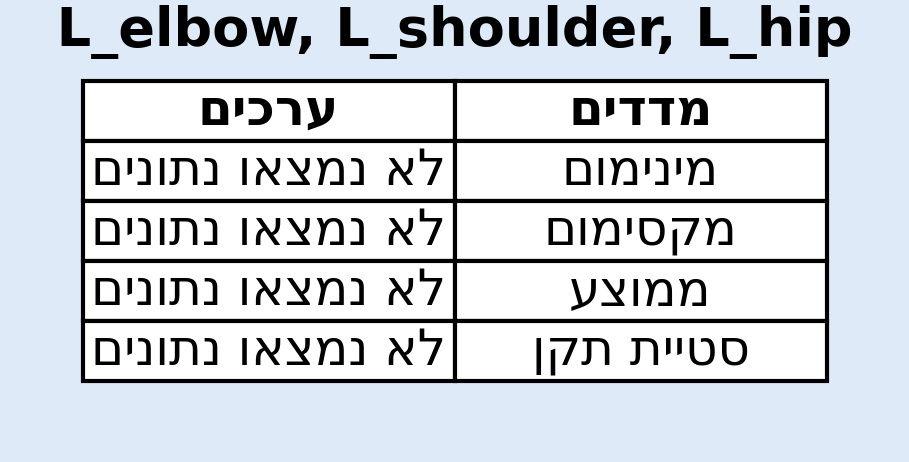 L_elbow, L_shoulder, L_hip
מדדים ערכים
מינימום לא נמצאו נתונים
מקסימום לא נמצאו נתונים
ממוצע לא נמצאו נתונים
סטיית תקן לא נמצאו נתונים